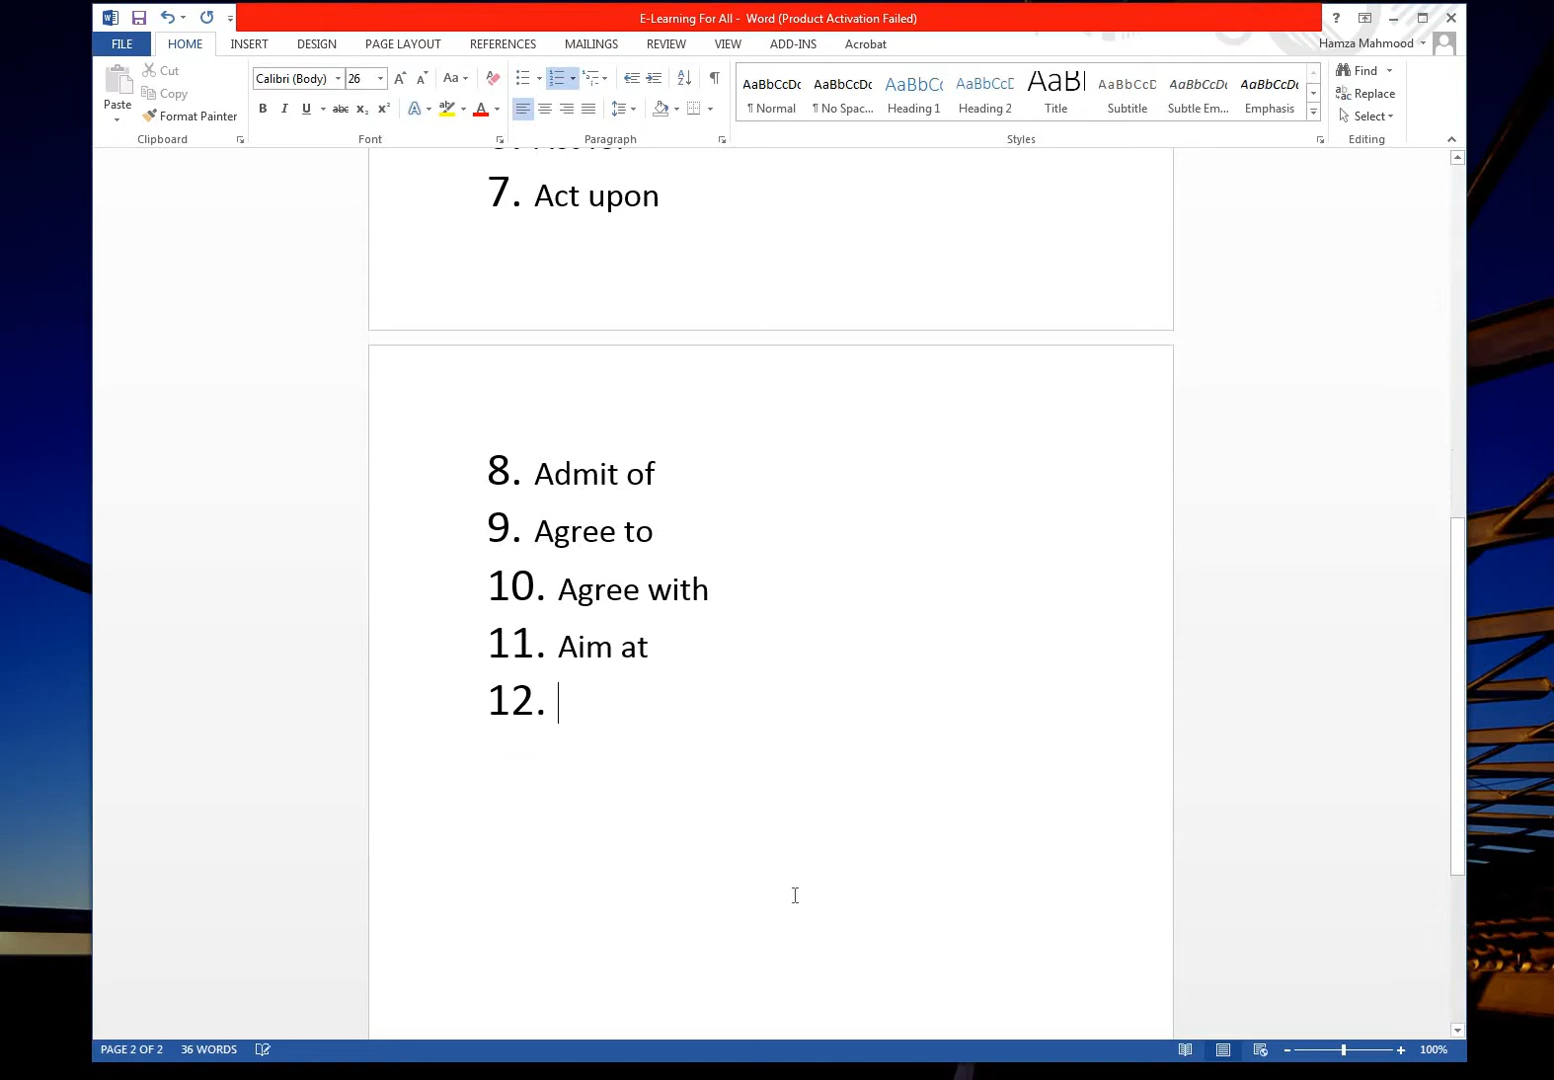 E-Learning For All - Word (Product Activation Failed)
FILE HOME INSERT DESIGN PAGE LAYOUT REFERENCES MAILINGS REVIEW VIEW ADD-INS Acrobat
Hamza Mahmood
Paste
Cut
Copy
Format Painter
Clipboard
Calibri (Body) 26
Font
Paragraph
AaBbCcDc AaBbCcDc AaBbC AaBbCcD AaB AaBbCcD AaBbCcDc AaBbCcDc
¶ Normal ¶ No Spac... Heading 1 Heading 2 Title Subtitle Subtle Em... Emphasis
Styles
Find
Replace
Select
Editing
7. Act upon
8. Admit of
9. Agree to
10. Agree with
11. Aim at
12.
PAGE 2 OF 2 36 WORDS
100%